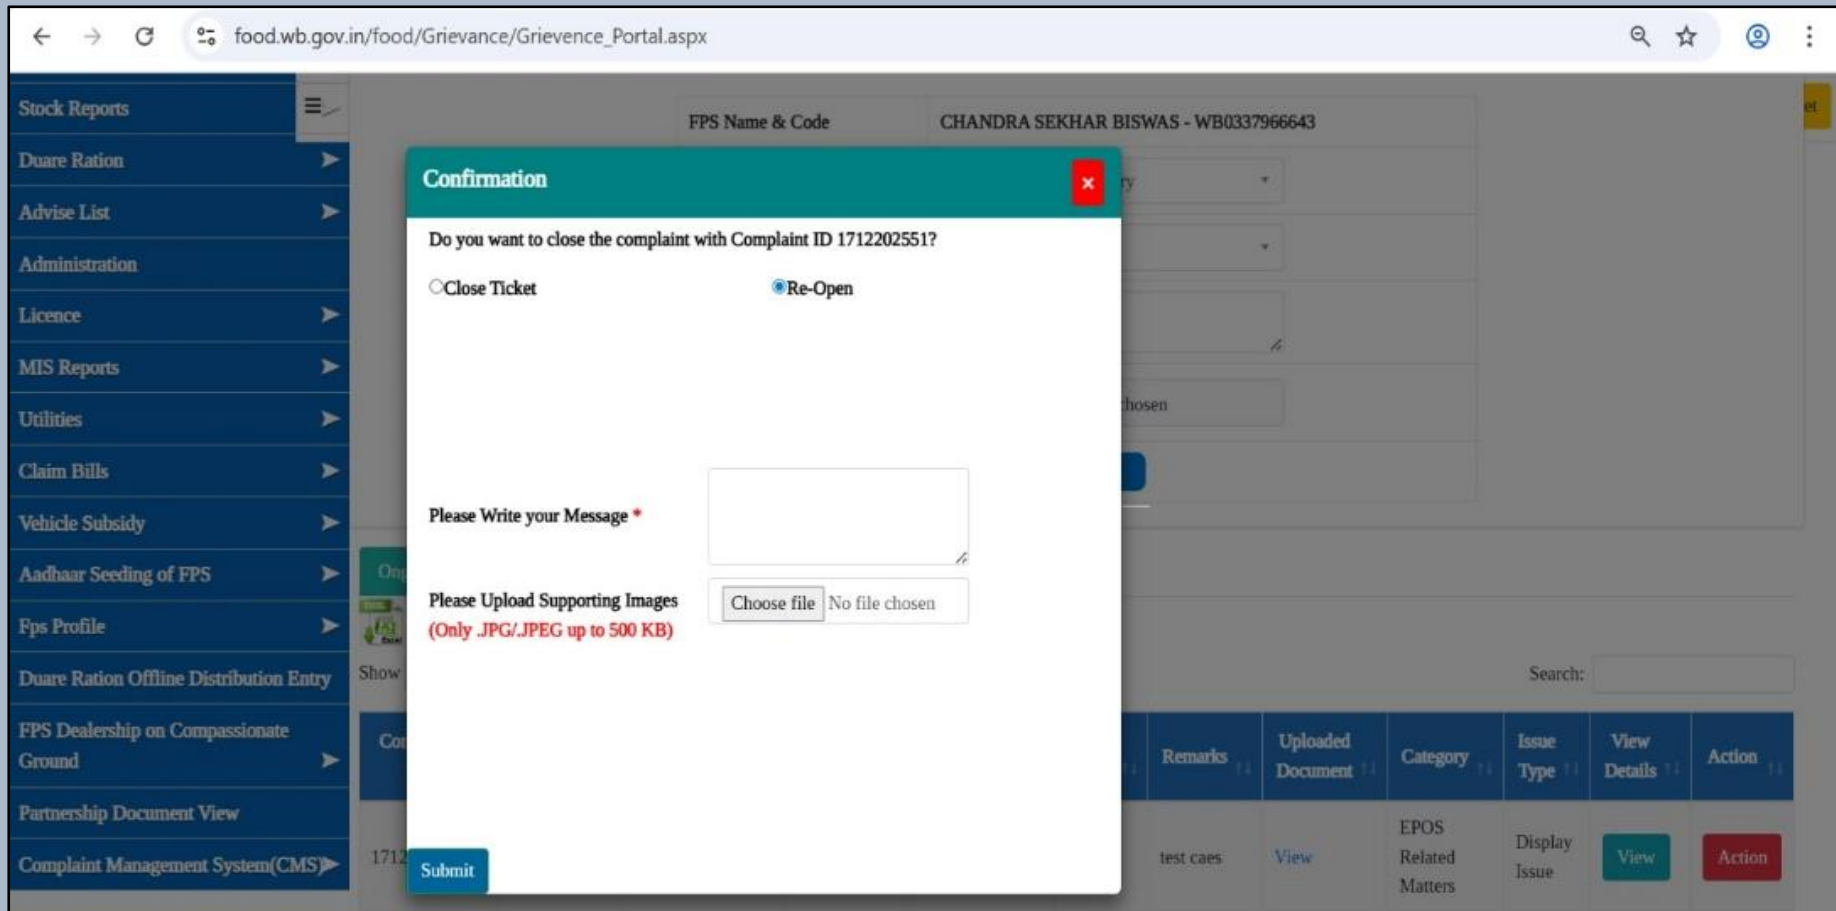 food.wb.gov.in/food/Grievance/Grievence_Portal.aspx
Stock Reports
Duare Ration
Advise List
Administration
Licence
MIS Reports
Utilities
Claim Bills
Vehicle Subsidy
Aadhaar Seeding of FPS
Fps Profile
Duare Ration Offline Distribution Entry
FPS Dealership on Compassionate
Ground
Partnership Document View
Complaint Management System(CMS)
FPS Name & Code CHANDRA SEKHAR BISWAS - WB0337966643
Confirmation
Do you want to close the complaint with Complaint ID 1712202551?
Close Ticket Re-Open
Please Write your Message *
Please Upload Supporting Images
(Only .JPG/.JPEG up to 500 KB)
Choose file No file chosen
Submit
Excel
Show
Search:
Remarks
Uploaded
Document
Category
Issue
Type
View
Details
Action
1712
test caes
View
EPOS
Related
Matters
Display
Issue
View
Action